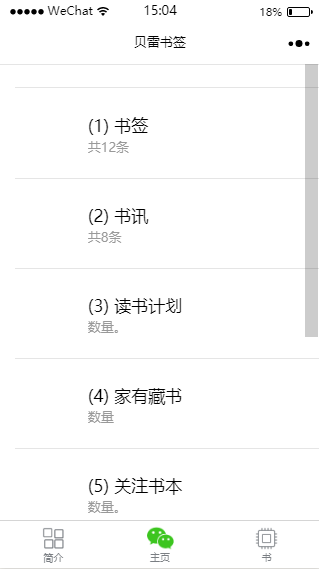 WeChat 15:04 18%
贝雷书签
(1) 书签
共12条
(2) 书讯
共8条
(3) 读书计划
数量。
(4) 家有藏书
数量
(5) 关注书本
数量。
简介 主页 书